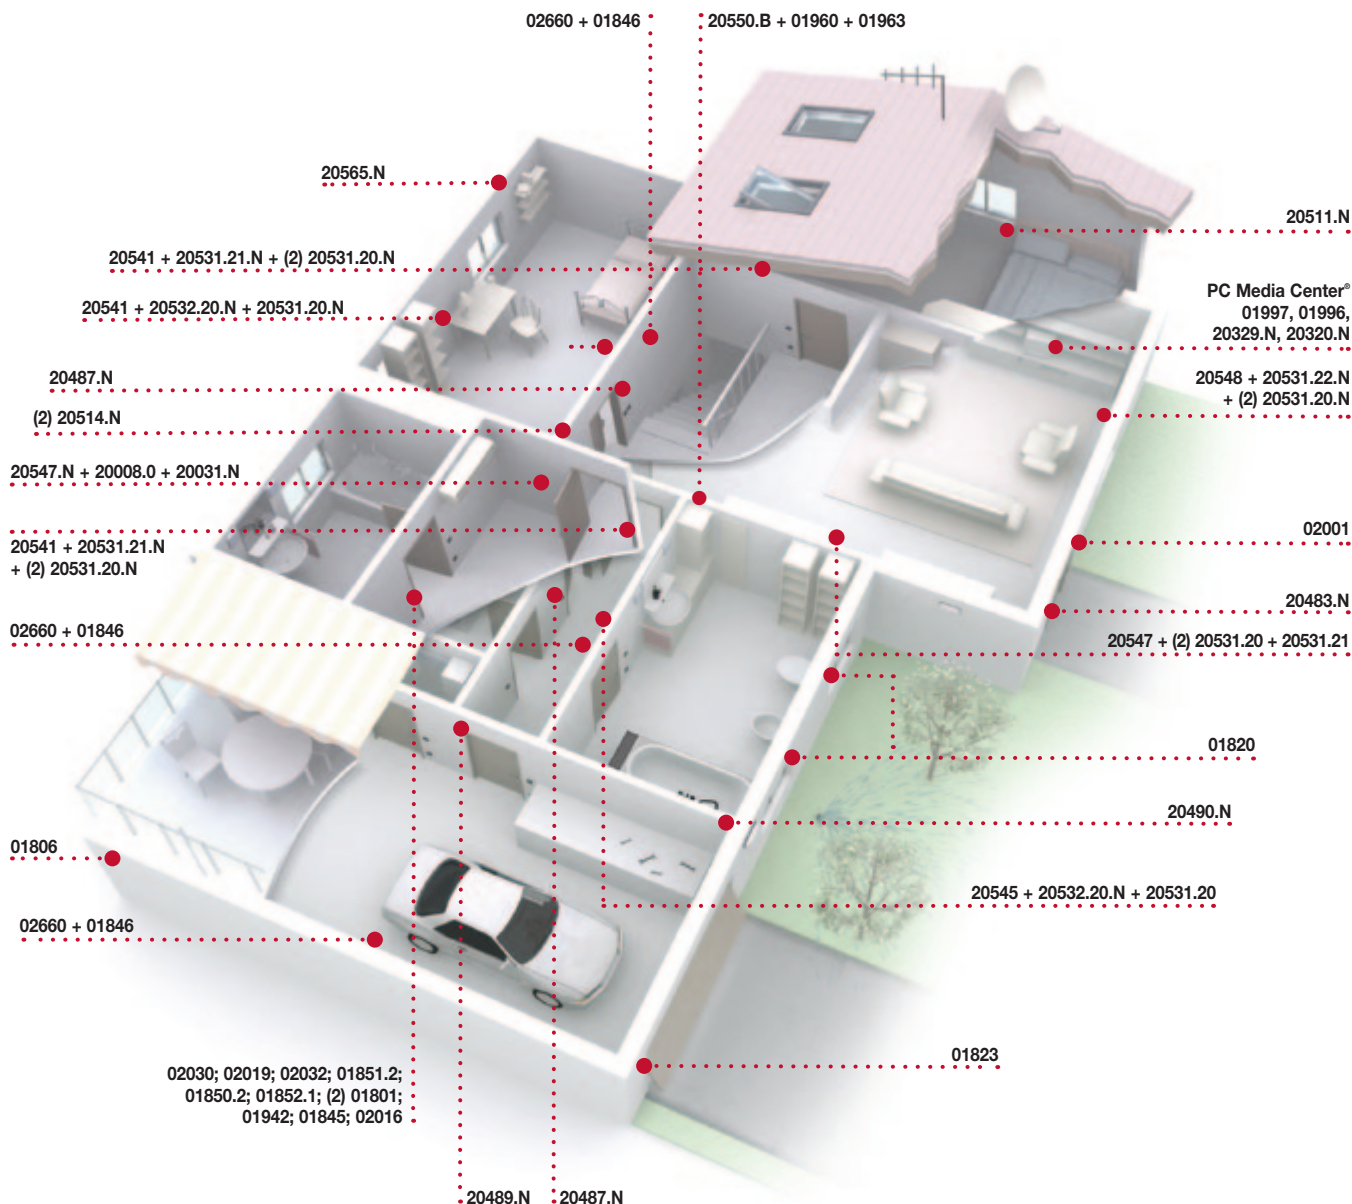 02660 + 01846
20550.B + 01960 + 01963
20565.N
20511.N
20541 + 20531.21.N + (2) 20531.20.N
PC Media Center®
01997, 01996,
20329.N, 20320.N
20541 + 20532.20.N + 20531.20.N
20487.N
20548 + 20531.22.N
+ (2) 20531.20.N
(2) 20514.N
20547.N + 20008.0 + 20031.N
02001
20541 + 20531.21.N
+ (2) 20531.20.N
20483.N
02660 + 01846
20547 + (2) 20531.20 + 20531.21
01820
20490.N
01806
20545 + 20532.20.N + 20531.20
02660 + 01846
01823
02030; 02019; 02032; 01851.2;
01850.2; 01852.1; (2) 01801;
01942; 01845; 02016
20489.N
20487.N